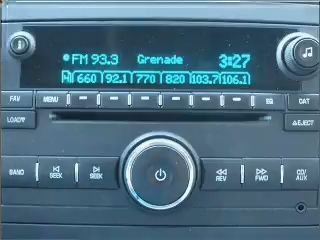 FM 93.3 Grenade 3:27
A 660 92.1 770 820 103.7 106.1
FAV MENU EQ CAT
LOAD EJECT
BAND SEEK SEEK REV FWD CD/AUX